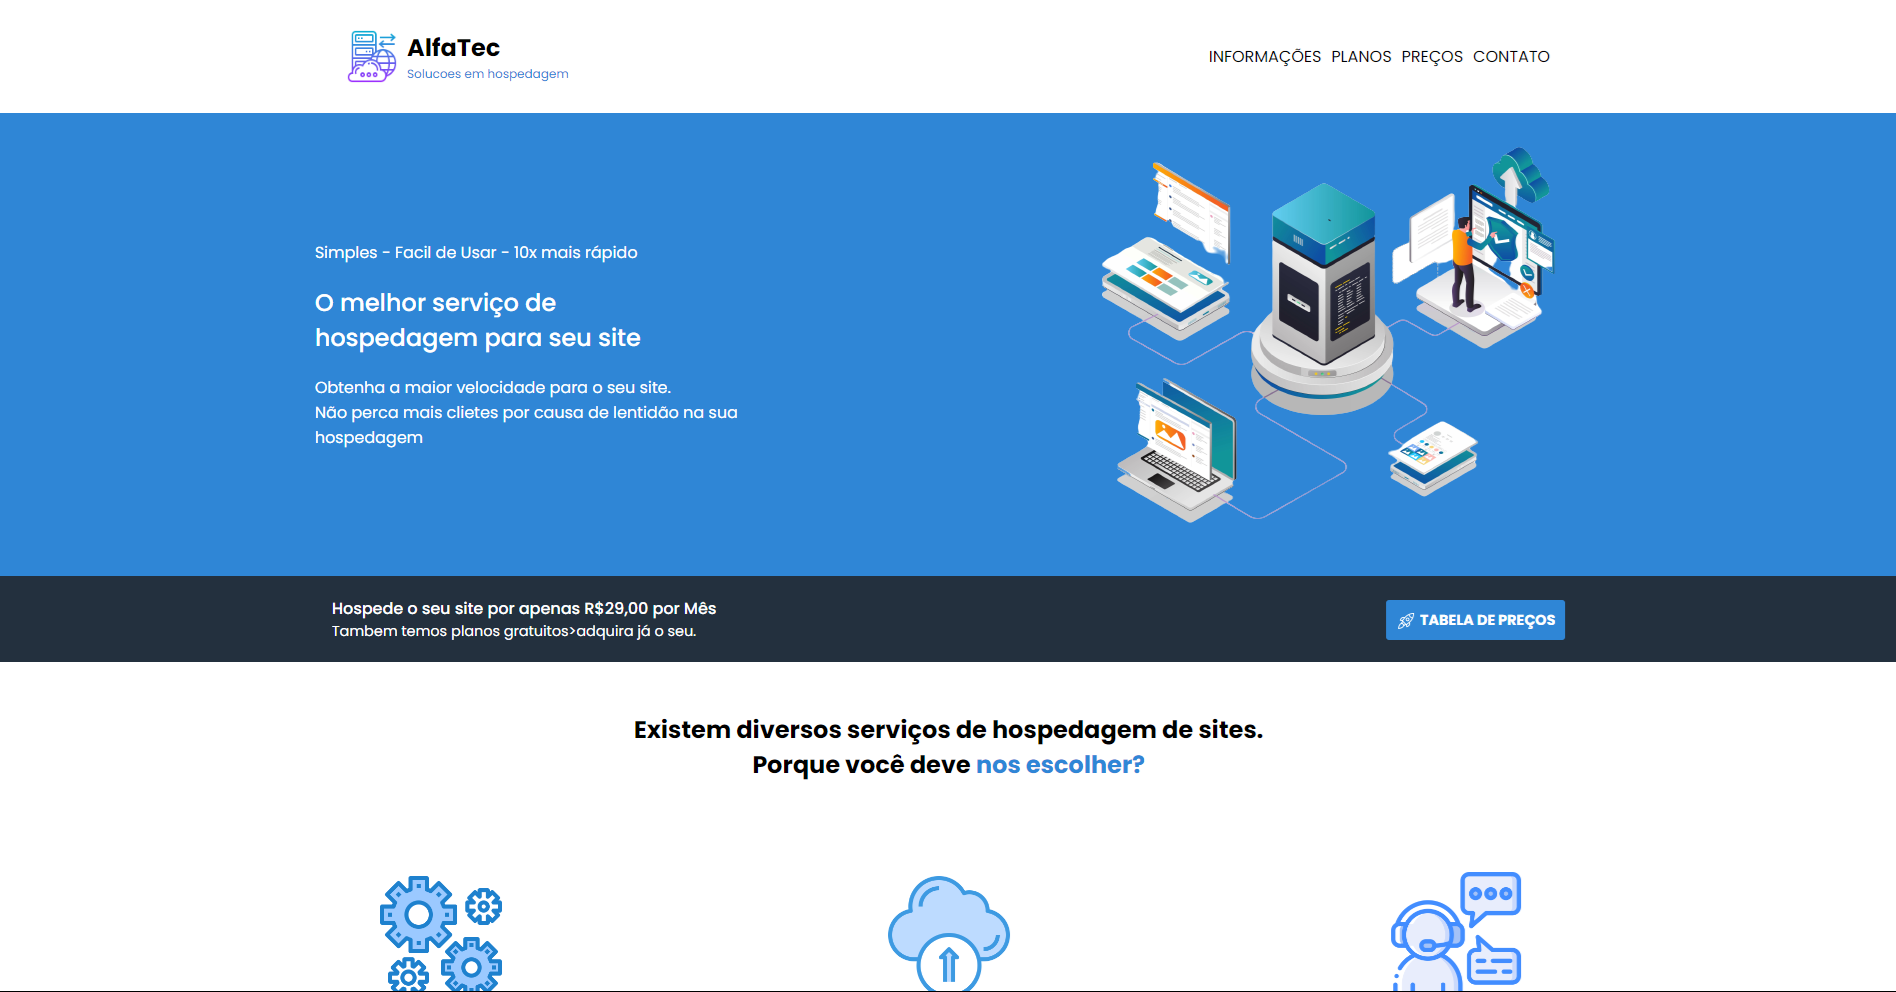 AlfaTec
Solucoes em hospedagem
INFORMAÇÕES PLANOS PREÇOS CONTATO
Simples - Facil de Usar - 10x mais rápido
O melhor serviço de
hospedagem para seu site
Obtenha a maior velocidade para o seu site.
Não perca mais clietes por causa de lentidão na sua
hospedagem
Hospede o seu site por apenas R$29,00 por Mês
Tambem temos planos gratuitos>adquira já o seu.
TABELA DE PREÇOS
Existem diversos serviços de hospedagem de sites.
Porque você deve nos escolher?